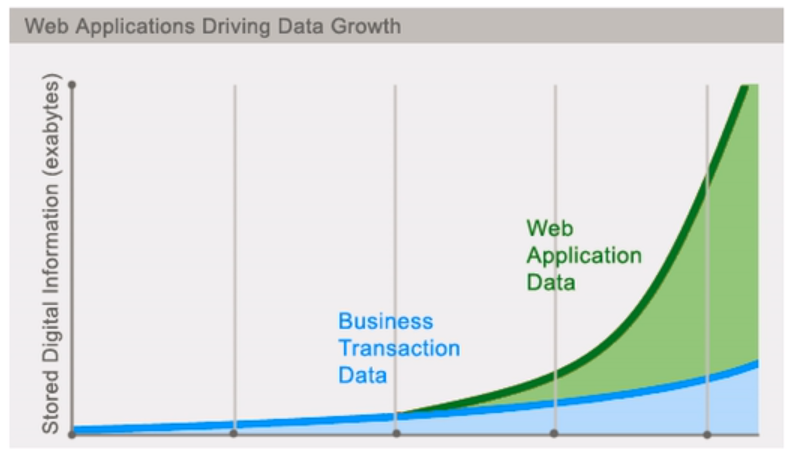 Web Applications Driving Data Growth
Stored Digital Information (exabytes)
Web
Application
Data
Business
Transaction
Data